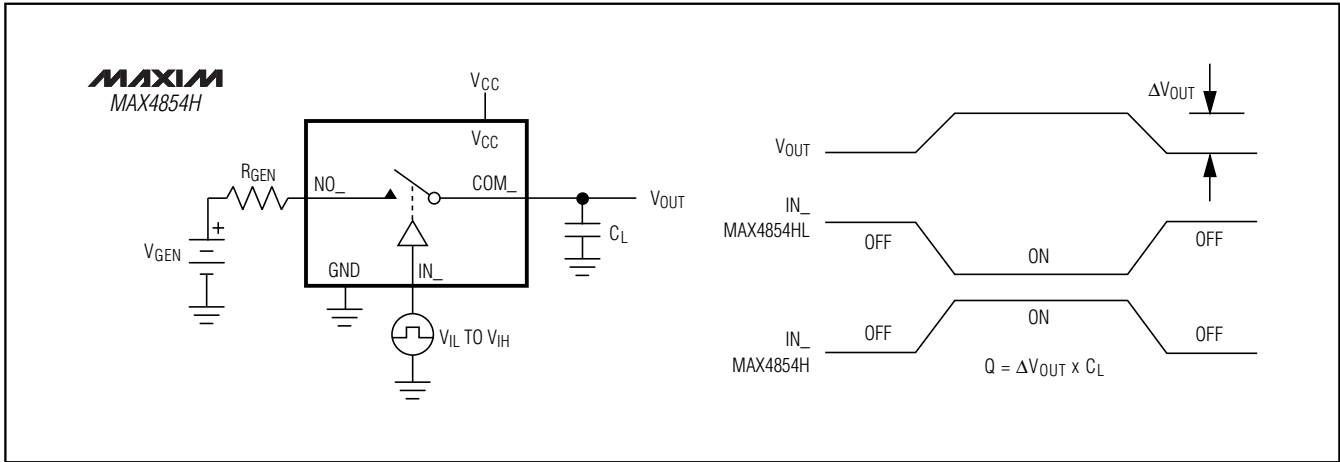 MAXIM
MAX4854H
VCC
VCC
RGEN
NO_
COM_
VOUT
CL
+
VGEN
GND
IN_
VIL TO VIH
ΔVOUT
VOUT
IN_
MAX4854HL
OFF
ON
OFF
IN_
MAX4854H
OFF
ON
OFF
Q = ΔVOUT x CL